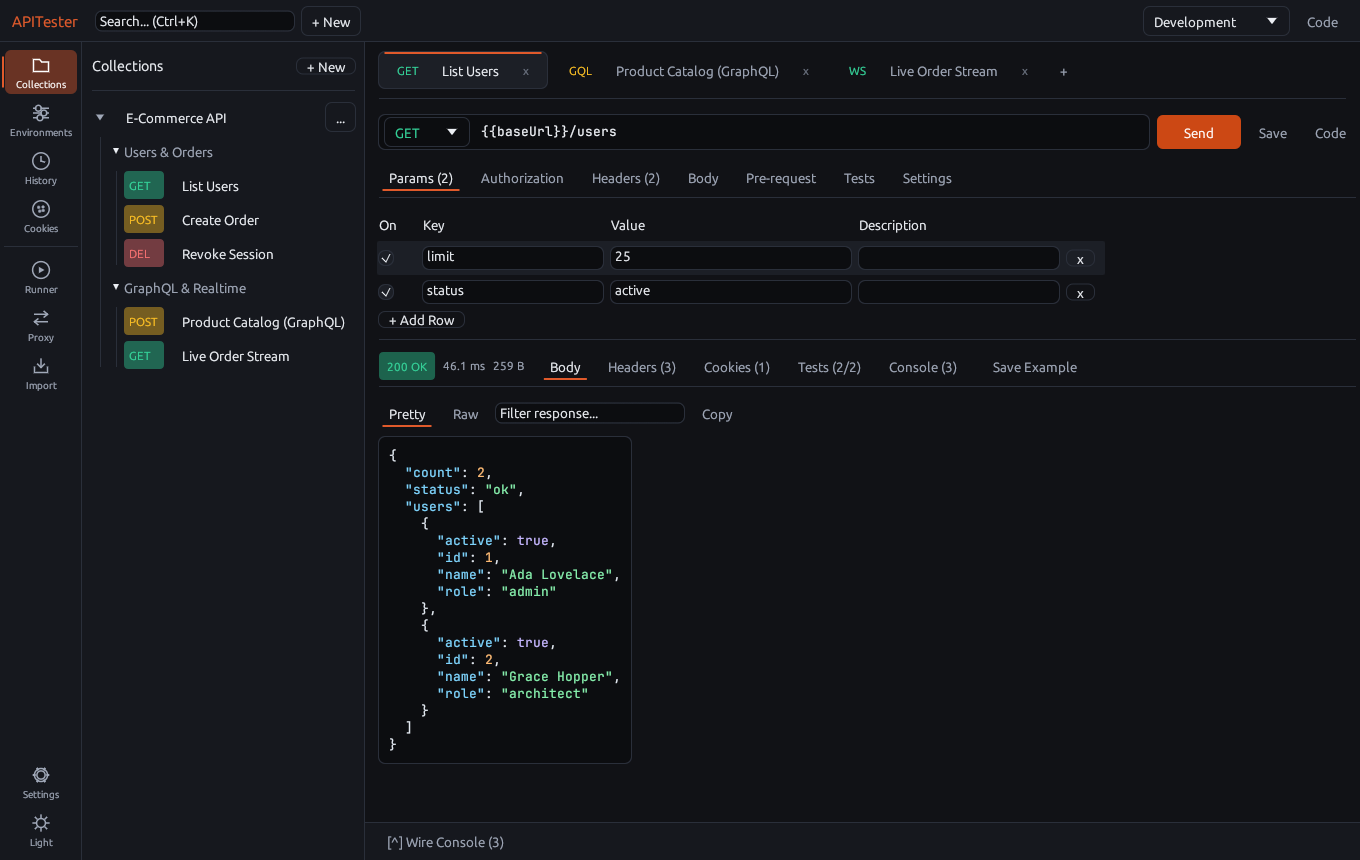 APITester Search... (Ctrl+K) + New Development Code
Collections
Environments
History
Cookies
Runner
Proxy
Import
Settings
Light
Collections + New
E-Commerce API ...
Users & Orders
GET List Users
POST Create Order
DEL Revoke Session
GraphQL & Realtime
POST Product Catalog (GraphQL)
GET Live Order Stream
GET List Users x GQL Product Catalog (GraphQL) x WS Live Order Stream x +
GET {{baseUrl}}/users Send Save Code
Params (2) Authorization Headers (2) Body Pre-request Tests Settings
On Key Value Description
limit 25 x
status active x
+ Add Row
200 OK 46.1 ms 259 B Body Headers (3) Cookies (1) Tests (2/2) Console (3) Save Example
Pretty Raw Filter response... Copy
{
"count": 2,
"status": "ok",
"users": [
{
"active": true,
"id": 1,
"name": "Ada Lovelace",
"role": "admin"
},
{
"active": true,
"id": 2,
"name": "Grace Hopper",
"role": "architect"
}
]
}
[^] Wire Console (3)